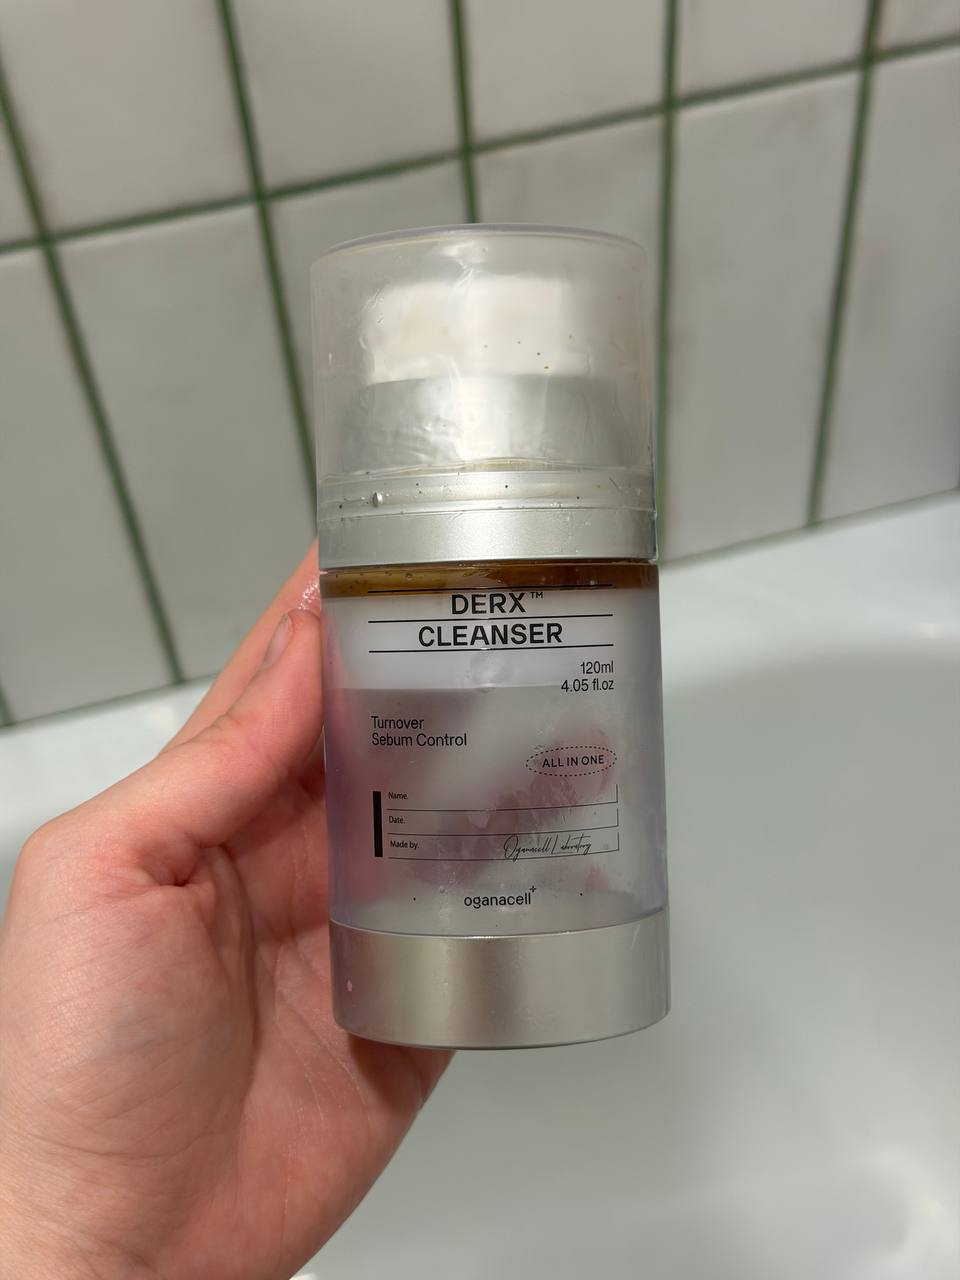 DERX™
CLEANSER
120ml
4.05 fl.oz
Turnover
Sebum Control
ALL IN ONE
Name.
Date.
Made by. Oganacell Laboratory
oganacell+